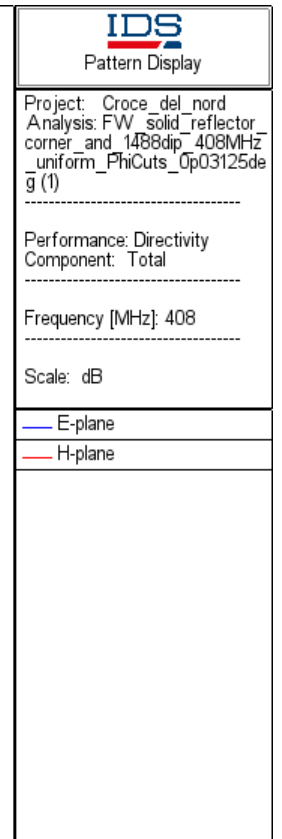 IDS
Pattern Display
Project: Croce_del_nord
Analysis: FW_solid_reflector_
corner_and_1488dip_408MHz
_uniform_PhiCuts_0p03125de
g (1)
------------------------------------
Performance: Directivity
Component: Total
------------------------------------
Frequency [MHz]: 408
------------------------------------
Scale: dB
E-plane
H-plane